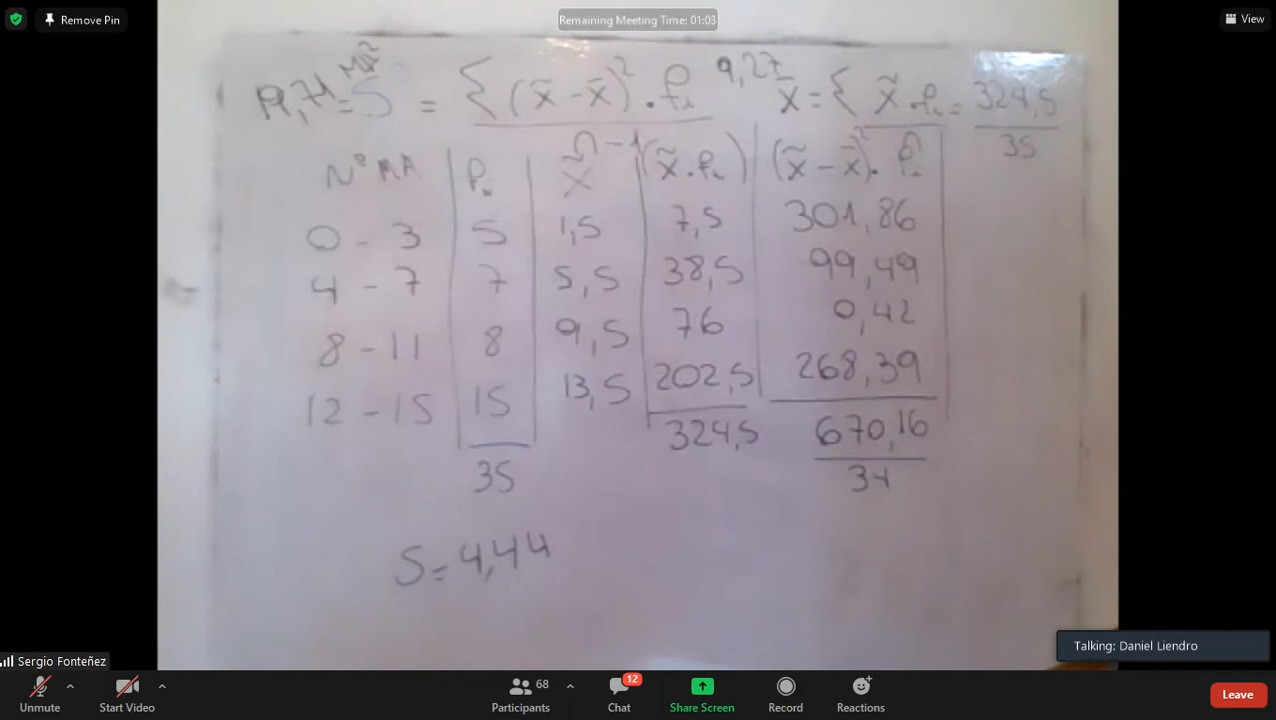 Remove Pin
Remaining Meeting Time: 01:03
View
= S² = { (x̃ - x̄)² . fᵢ 9,27
n - 1
x̄ = { x̃ . fᵢ = 324,5
35
Nº fᵢ x̃ (x̃ . fᵢ) (x̃ - x̄)² . fᵢ
0 - 3 5 1,5 7,5 301,86
4 - 7 7 5,5 38,5 99,49
8 - 11 8 9,5 76 0,42
12 - 15 15 13,5 202,5 268,39
35 324,5 670,16
34
S = 4,44
Talking: Daniel Liendro
Sergio Fonteñez
Unmute
Start Video
68
Participants
12
Chat
Share Screen
Record
Reactions
Leave